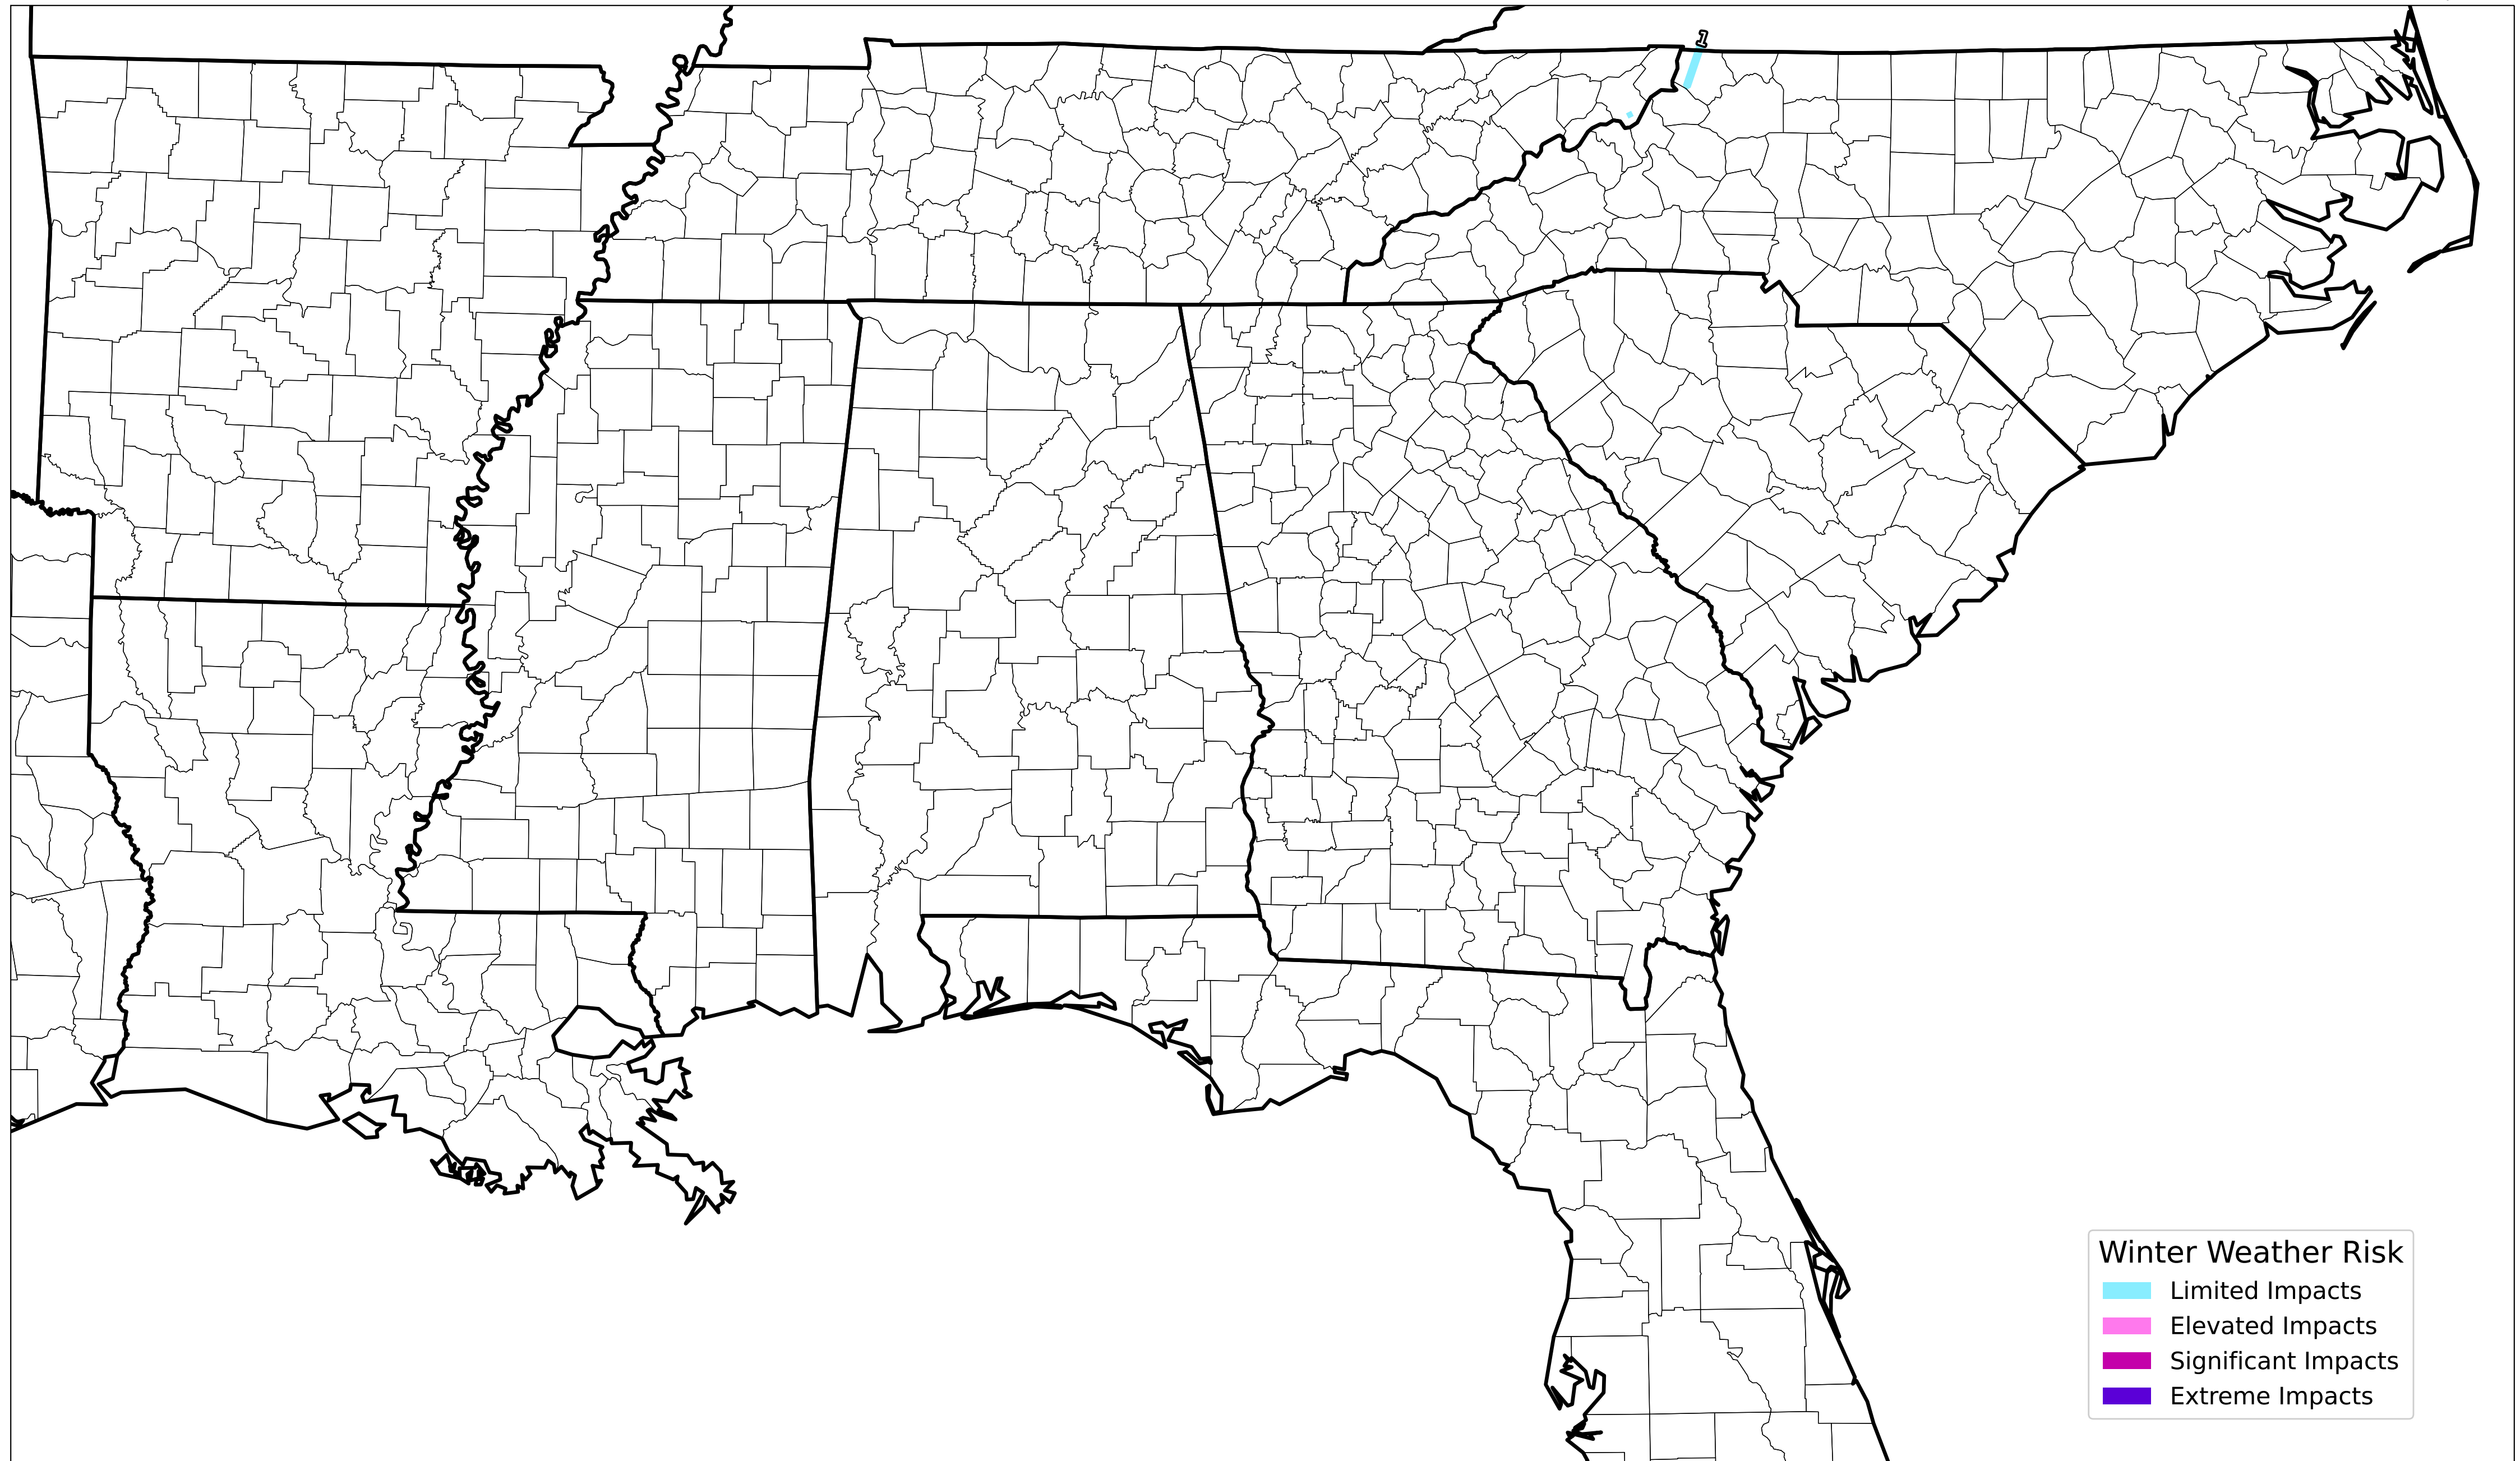 1
Winter Weather Risk
Limited Impacts
Elevated Impacts
Significant Impacts
Extreme Impacts